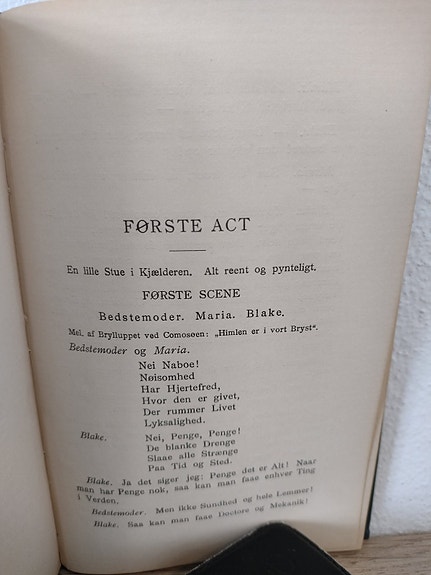 FØRSTE ACT
En lille Stue i Kjælderen. Alt reent og pynteligt.
FØRSTE SCENE
Bedstemoder. Maria. Blake.
Mel. af Brylluppet ved Comosøen: „Himlen er i vort Bryst“.
Bedstemoder og Maria.
Nei Naboe!
Nøisomhed
Har Hjertefred,
Hvor den er givet,
Der rummer Livet
Lyksalighed.
Blake. Nei, Penge, Penge!
De blanke Drenge
Slaae alle Strænge
Paa Tid og Sted.
Blake. Ja det siger jeg: Penge det er Alt! Naar
man har Penge nok, saa kan man faae enhver Ting
i Verden.
Bedstemoder. Men ikke Sundhed og hele Lemmer!
Blake. Saa kan man faae Doctore og Mekanik!